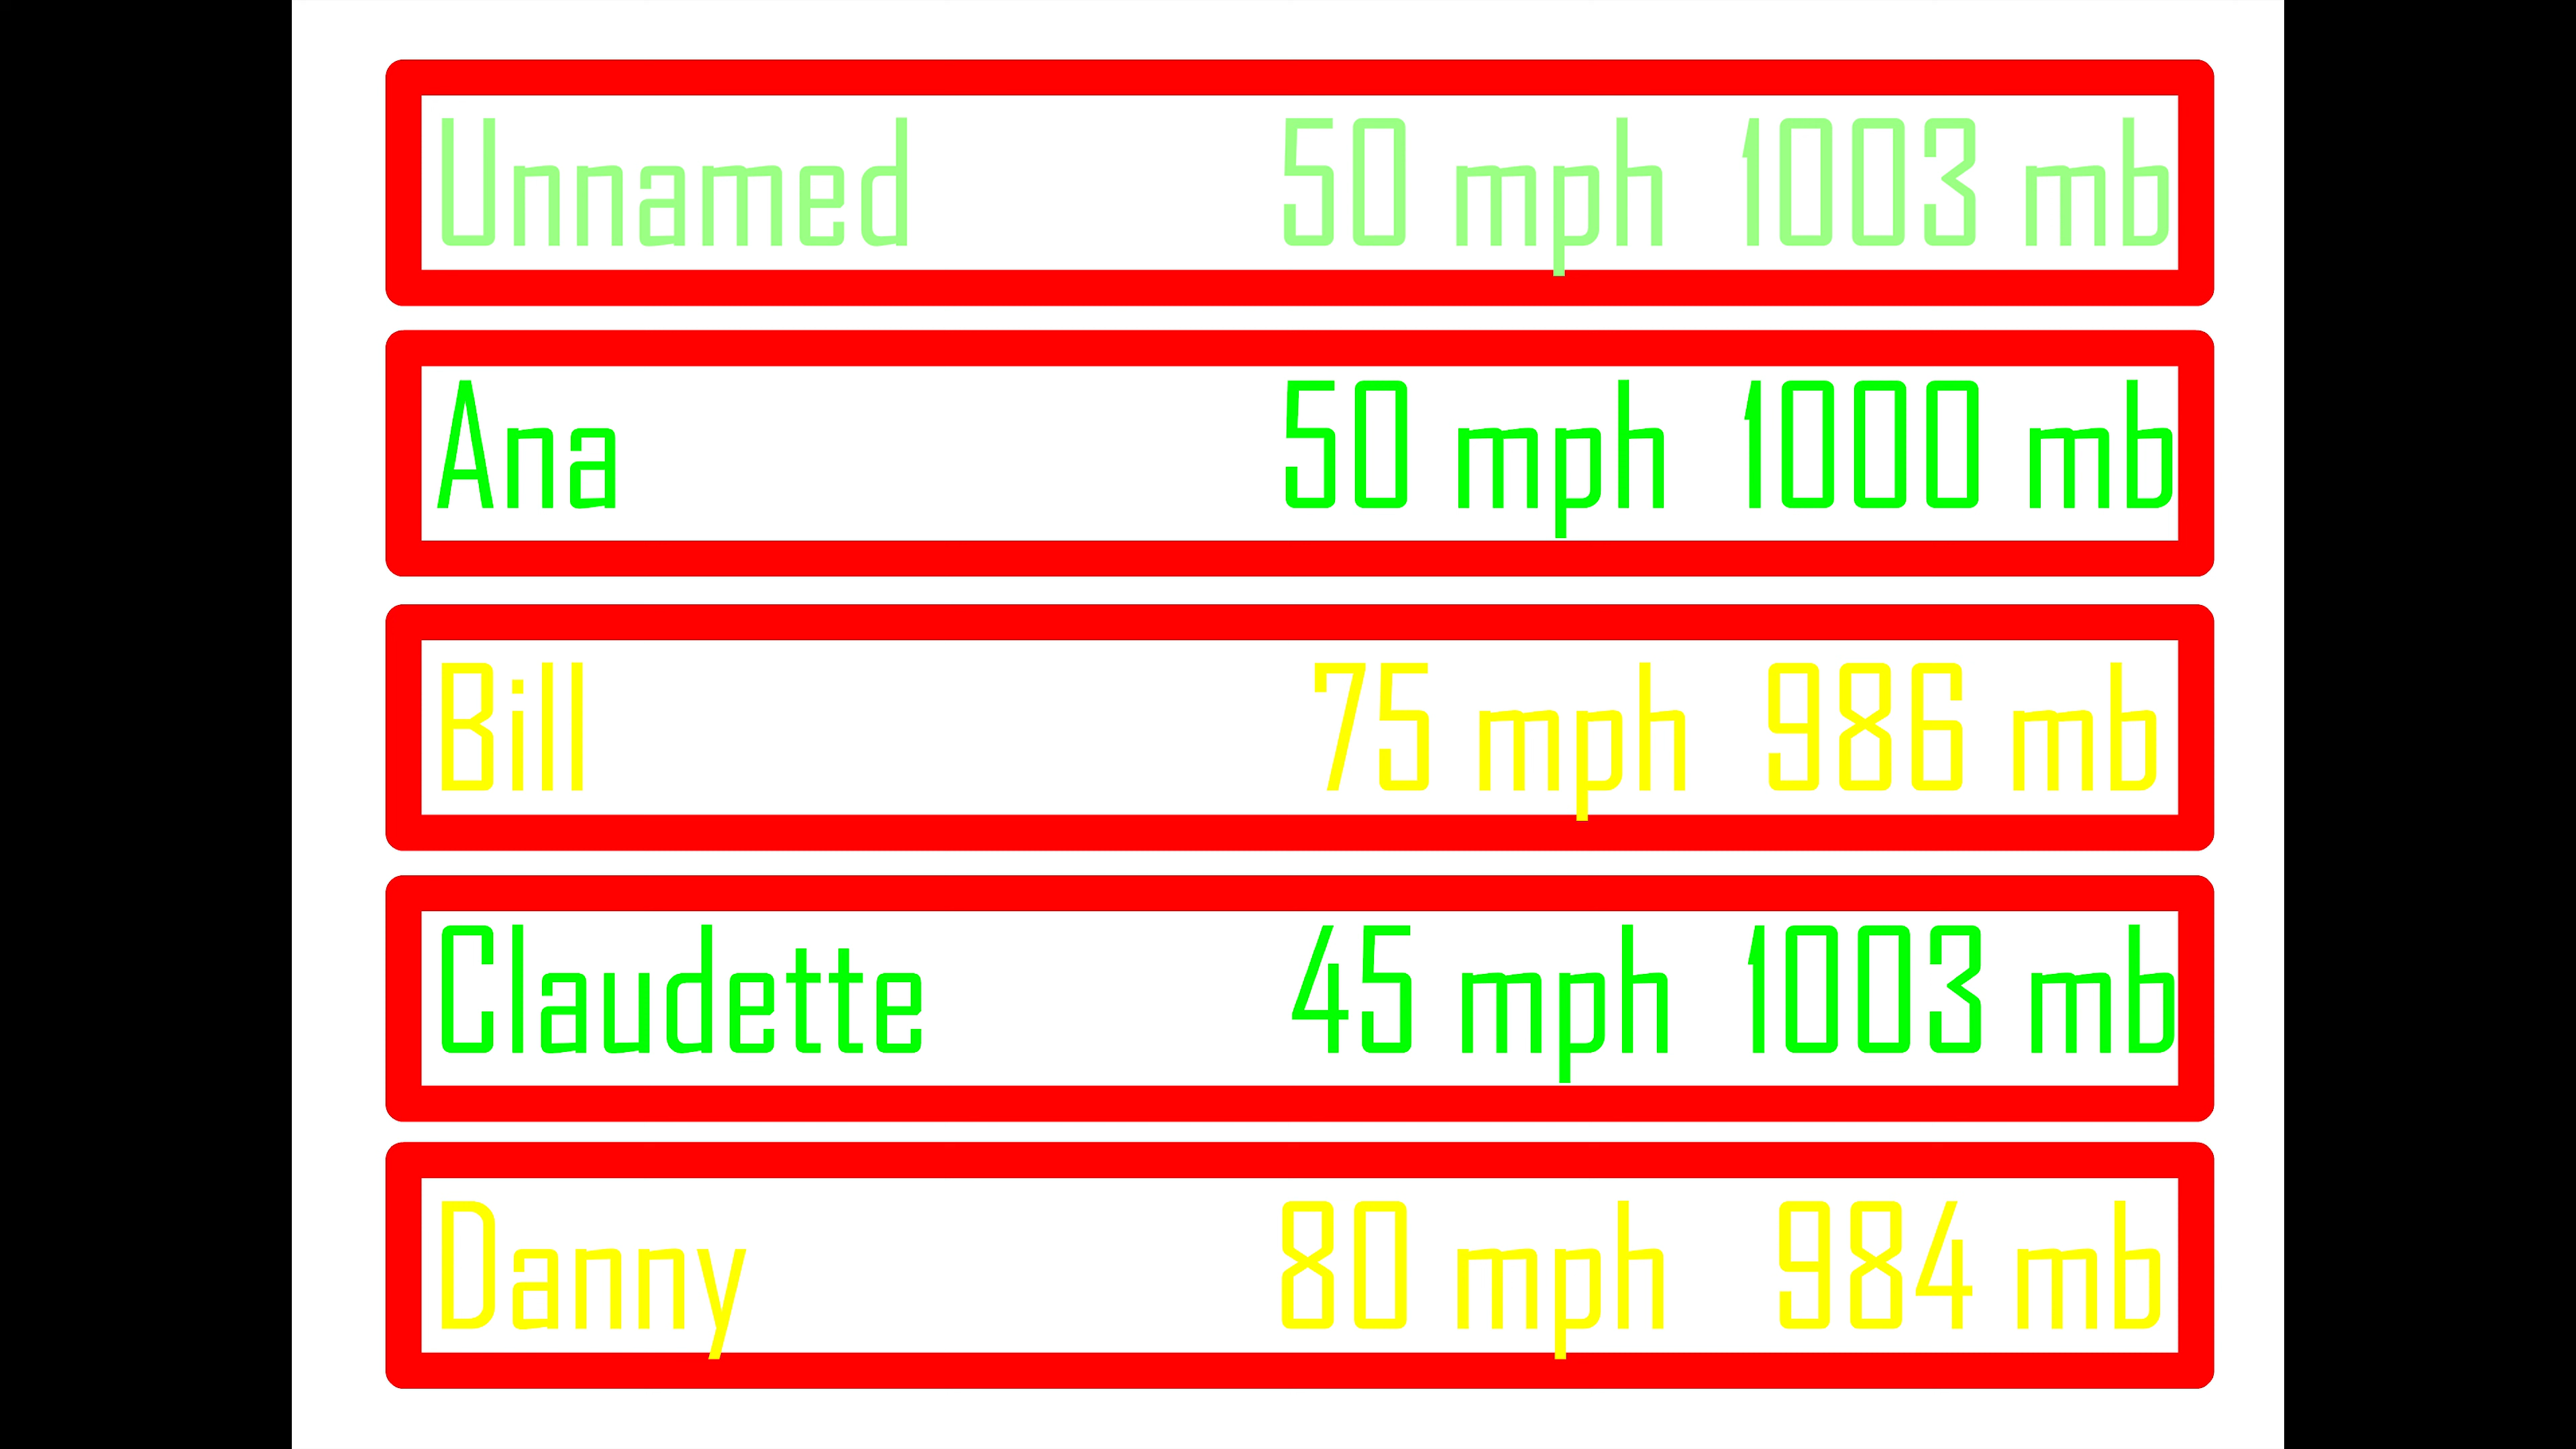 Unnamed 50 mph 1003 mb
Ana 50 mph 1000 mb
Bill 75 mph 986 mb
Claudette 45 mph 1003 mb
Danny 80 mph 984 mb